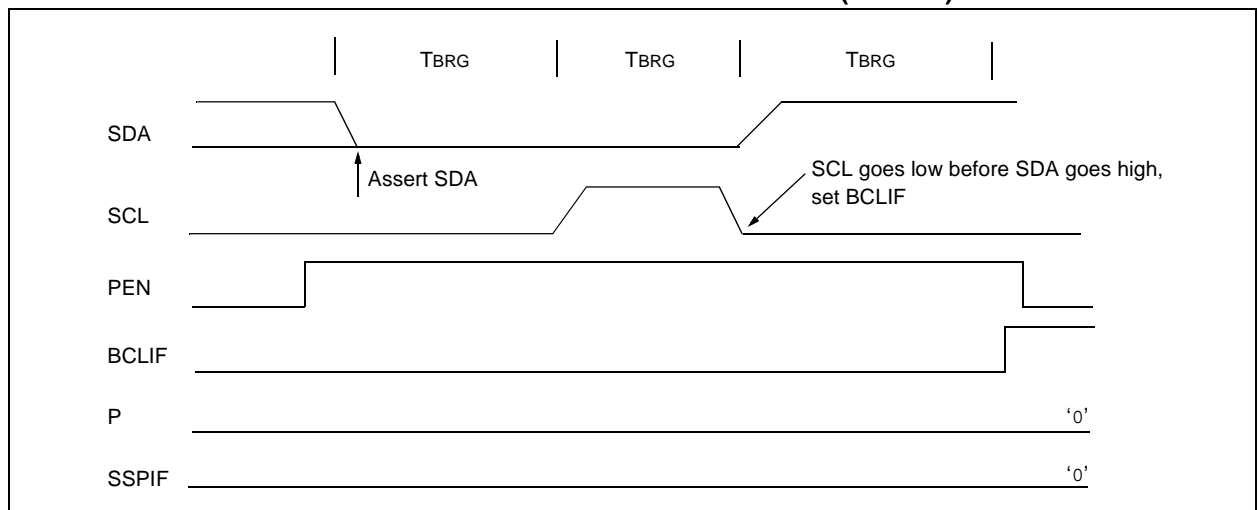 TBRG TBRG TBRG
SDA
Assert SDA
SCL goes low before SDA goes high,
set BCLIF
SCL
PEN
BCLIF
P
'0'
SSPIF
'0'